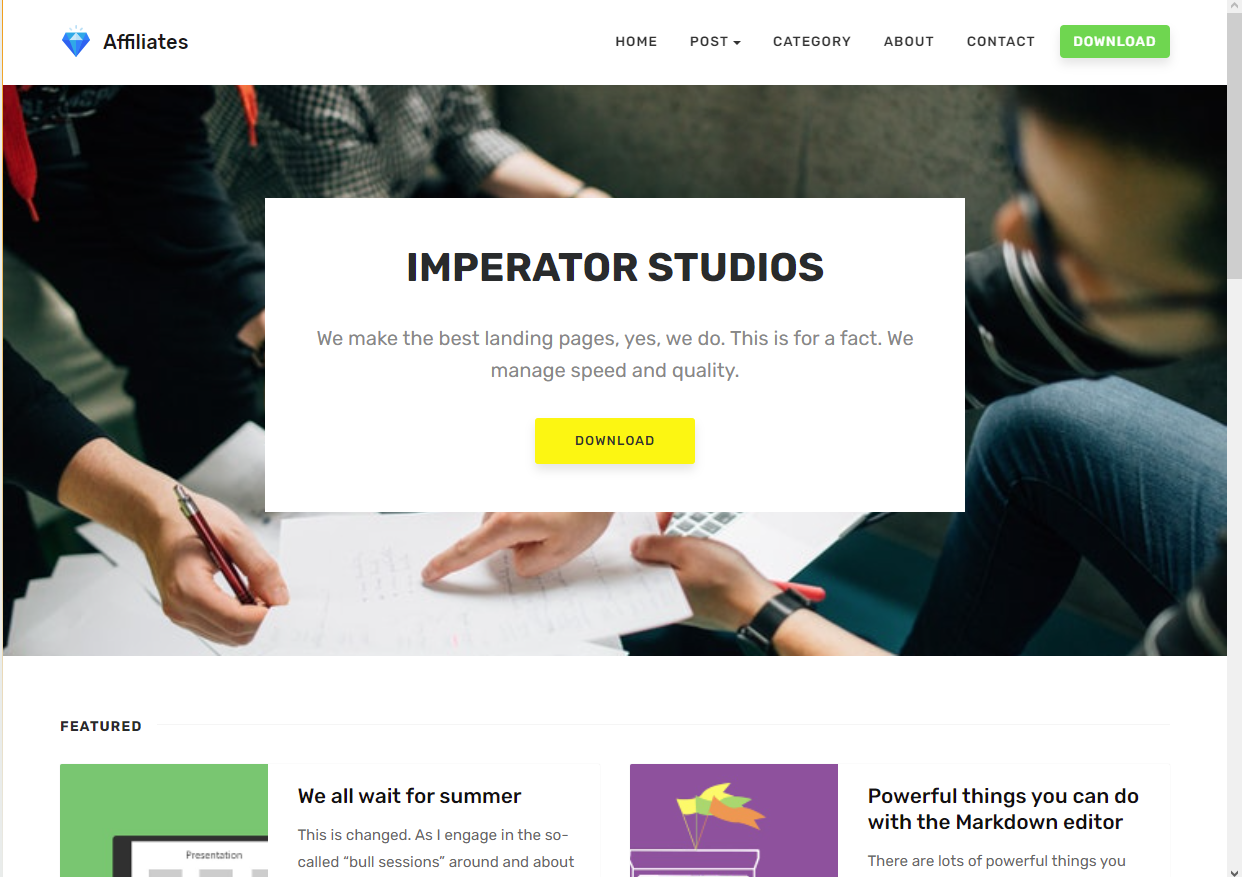 Affiliates
HOME
POST
CATEGORY
ABOUT
CONTACT
DOWNLOAD
IMPERATOR STUDIOS
We make the best landing pages, yes, we do. This is for a fact. We
manage speed and quality.
DOWNLOAD
FEATURED
Presentation
We all wait for summer
This is changed. As I engage in the so-
called “bull sessions” around and about
Powerful things you can do
with the Markdown editor
There are lots of powerful things you